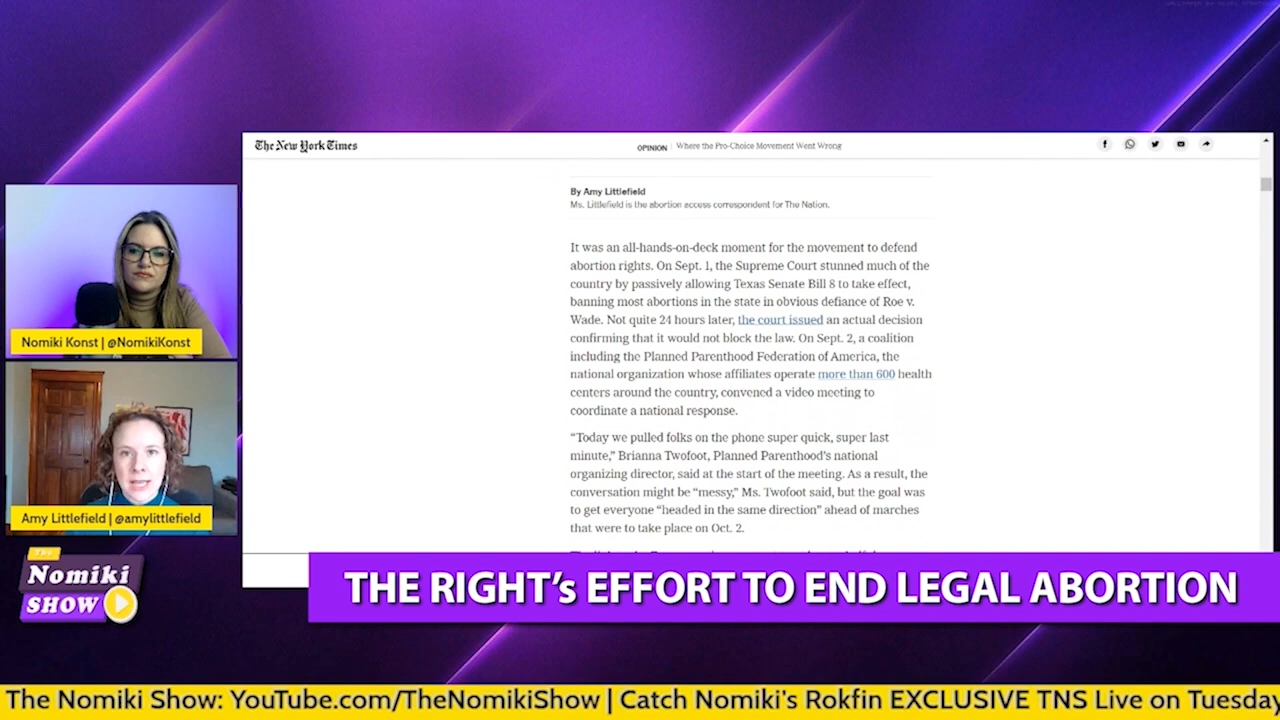 The New York Times
OPINION | Where the Pro-Choice Movement Went Wrong
f
By Amy Littlefield
Ms. Littlefield is the abortion access correspondent for The Nation.
It was an all-hands-on-deck moment for the movement to defend
abortion rights. On Sept. 1, the Supreme Court stunned much of the
country by passively allowing Texas Senate Bill 8 to take effect,
banning most abortions in the state in obvious defiance of Roe v.
Wade. Not quite 24 hours later, the court issued an actual decision
confirming that it would not block the law. On Sept. 2, a coalition
including the Planned Parenthood Federation of America, the
national organization whose affiliates operate more than 600 health
centers around the country, convened a video meeting to
coordinate a national response.
“Today we pulled folks on the phone super quick, super last
minute,” Brianna Twofoot, Planned Parenthood’s national
organizing director, said at the start of the meeting. As a result, the
conversation might be “messy,” Ms. Twofoot said, but the goal was
to get everyone “headed in the same direction” ahead of marches
that were to take place on Oct. 2.
Nomiki Konst | @NomikiKonst
Amy Littlefield | @amylittlefield
The
Nomiki
SHOW
THE RIGHT’s EFFORT TO END LEGAL ABORTION
The Nomiki Show: YouTube.com/TheNomikiShow | Catch Nomiki's Rokfin EXCLUSIVE TNS Live on Tuesday